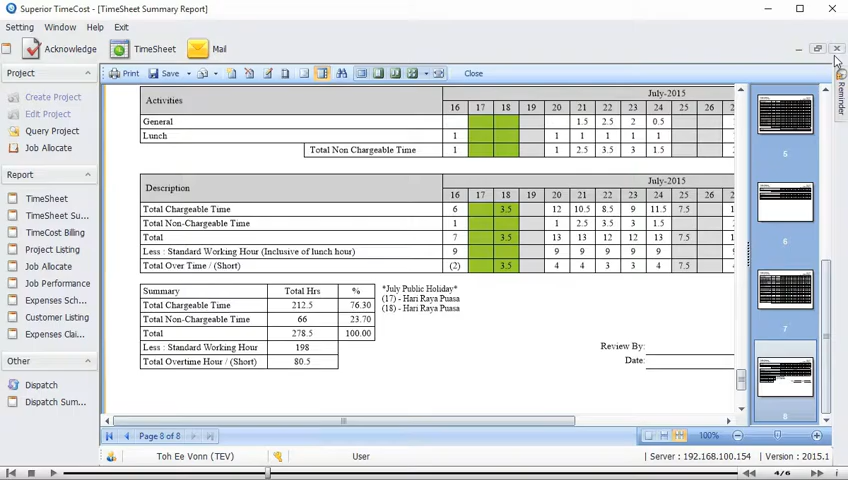 Superior TimeCost - [TimeSheet Summary Report]
Setting Window Help Exit
Acknowledge TimeSheet Mail
Project
Create Project
Edit Project
Query Project
Job Allocate
Report
TimeSheet
TimeSheet Su...
TimeCost Billing
Project Listing
Job Allocate
Job Performance
Expenses Sch...
Customer Listing
Expenses Clai...
Other
Dispatch
Dispatch Sum...
Print Save Close
Reminder
Activities July-2015
16 17 18 19 20 21 22 23 24 25 26
General 1.5 2.5 2 0.5
Lunch 1 1 1 1 1 1
Total Non Chargeable Time 1 1 2.5 3.5 3 1.5
Description July-2015
16 17 18 19 20 21 22 23 24 25 26
Total Chargeable Time 6 3.5 12 10.5 8.5 9 11.5 7.5
Total Non-Chargeable Time 1 1 2.5 3.5 3 1.5
Total 7 3.5 13 13 12 12 13 7.5
Less : Standard Working Hour (Inclusive of lunch hour) 9 9 9 9 9 9
Total Over Time / (Short) (2) 3.5 4 4 3 3 4 7.5
Summary Total Hrs %
Total Chargeable Time 212.5 76.30
Total Non-Chargeable Time 66 23.70
Total 278.5 100.00
Less : Standard Working Hour 198
Total Overtime Hour / (Short) 80.5
*July Public Holiday*
(17) - Hari Raya Puasa
(18) - Hari Raya Puasa
Review By:
Date:
5
6
7
8
Page 8 of 8 100%
Toh Ee Vonn (TEV) User Server : 192.168.100.154 Version : 2015.1
4/6